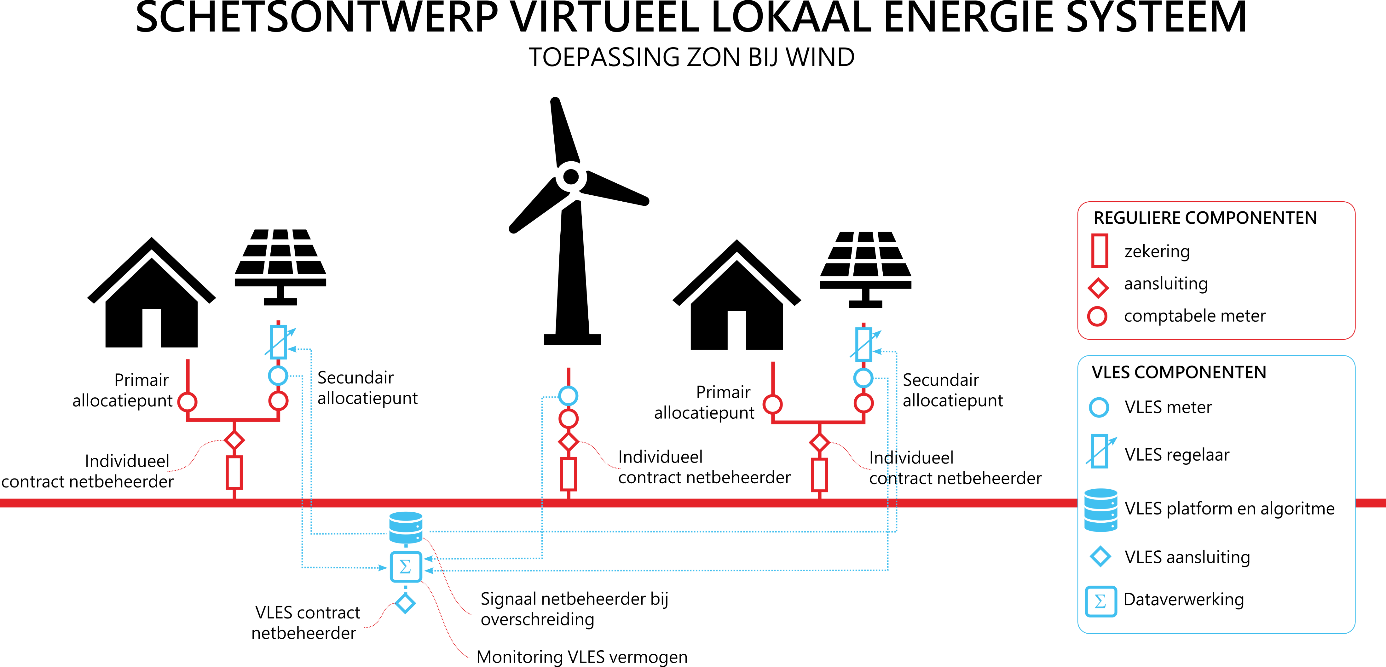 SCHETSONTWERP VIRTUEEL LOKAAL ENERGIE SYSTEEM
TOEPASSING ZON BIJ WIND
Primair
allocatiepunt
Secundair
allocatiepunt
Individueel
contract netbeheerder
Individueel
contract netbeheerder
Primair
allocatiepunt
Secundair
allocatiepunt
Individueel
contract netbeheerder
VLES contract
netbeheerder
Σ
Signaal netbeheerder bij
overschreiding
Monitoring VLES vermogen
REGULIERE COMPONENTEN
zekering
aansluiting
comptabele meter
VLES COMPONENTEN
VLES meter
VLES regelaar
VLES platform en algoritme
VLES aansluiting
Σ Dataverwerking